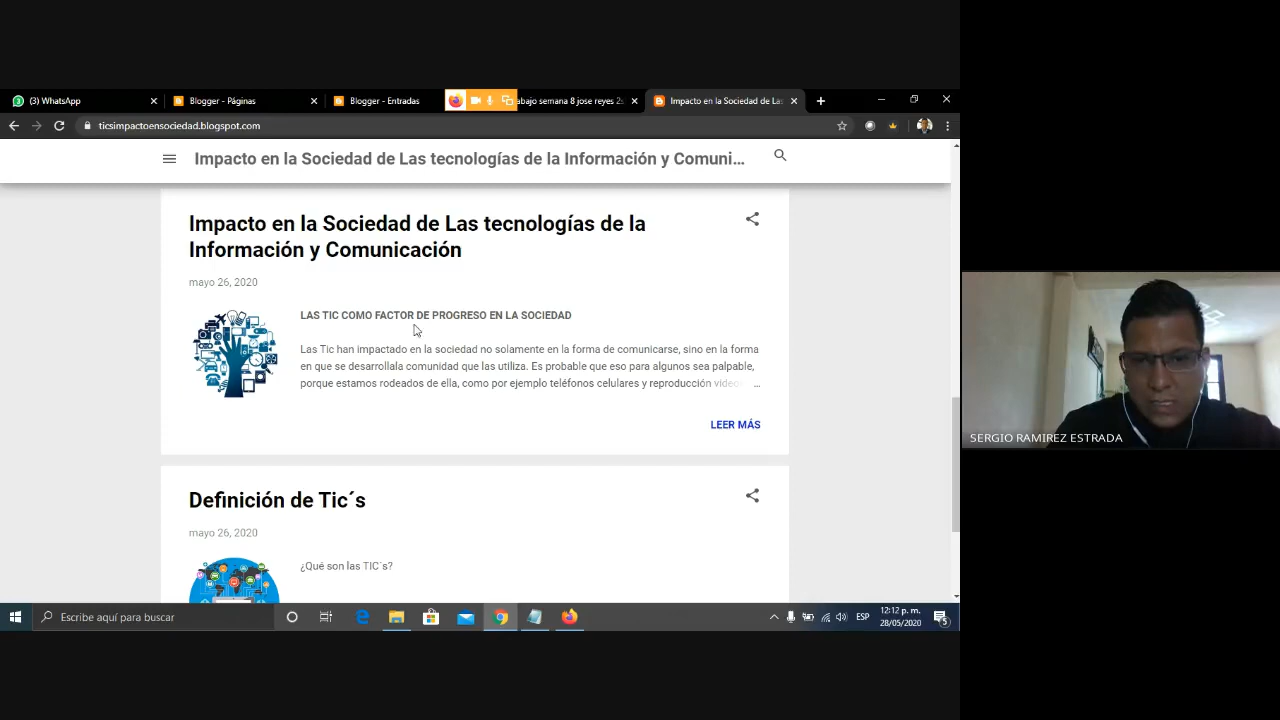 (3) WhatsApp
Blogger - Páginas
Blogger - Entradas
abajo semana 8 jose reyes 2
Impacto en la Sociedad de La
ticsimpactoensociedad.blogspot.com
Impacto en la Sociedad de Las tecnologías de la Información y Comuni...
Impacto en la Sociedad de Las tecnologías de la
Información y Comunicación
mayo 26, 2020
LAS TIC COMO FACTOR DE PROGRESO EN LA SOCIEDAD
Las Tic han impactado en la sociedad no solamente en la forma de comunicarse, sino en la forma
en que se desarrollala comunidad que las utiliza. Es probable que eso para algunos sea palpable,
porque estamos rodeados de ella, como por ejemplo teléfonos celulares y reproducción videos ...
LEER MÁS
Definición de Tic´s
mayo 26, 2020
¿Qué son las TIC´s?
SERGIO RAMIREZ ESTRADA
Escribe aquí para buscar
ESP
12:12 p. m.
28/05/2020
5